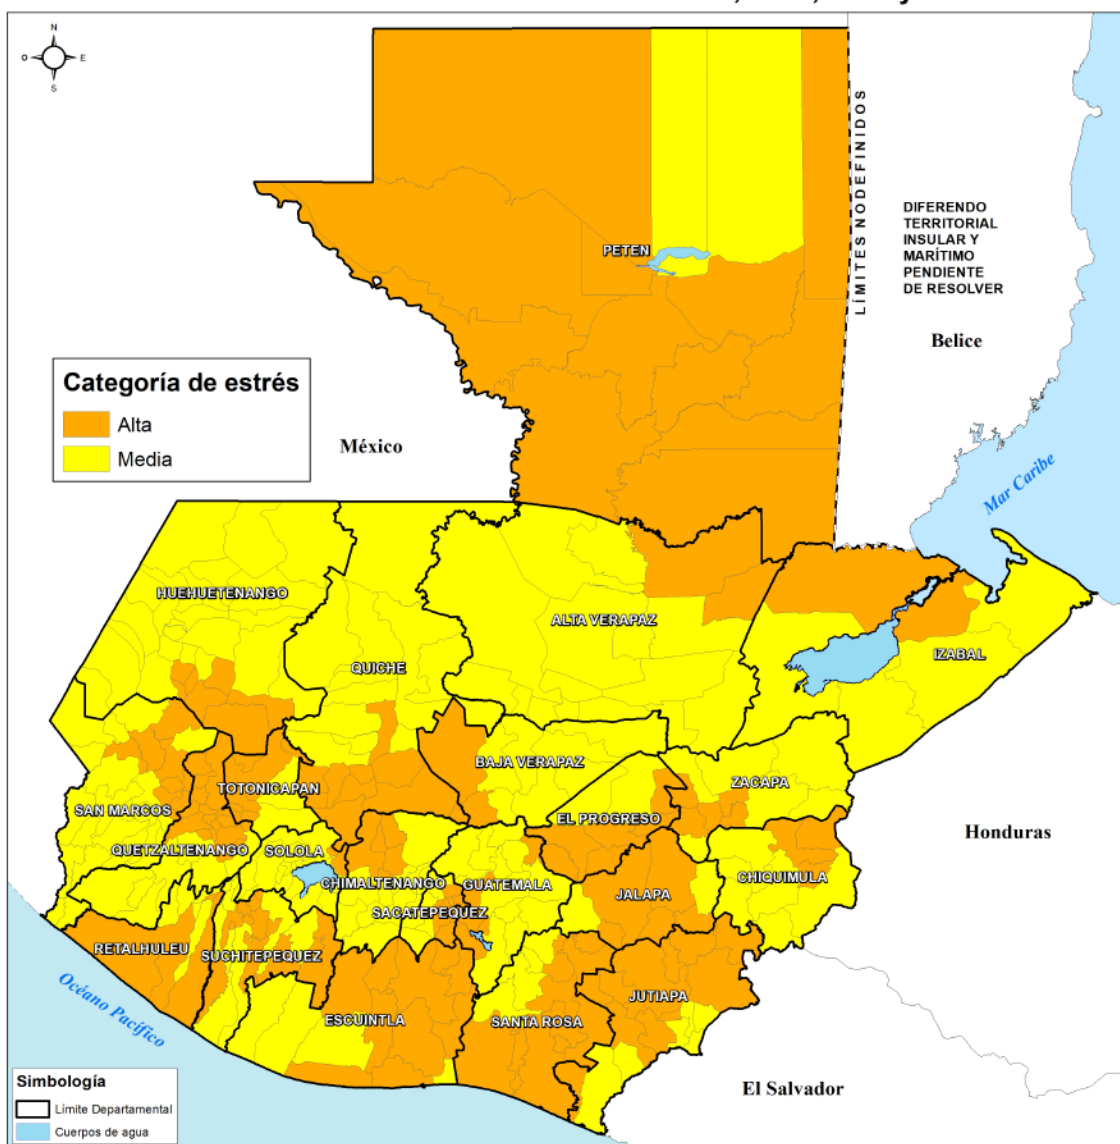 N
O
E
S
LÍMITES NODEFINIDOS
DIFERENDO
TERRITORIAL
INSULAR Y
MARÍTIMO
PENDIENTE
DE RESOLVER
PETEN
Belice
Categoría de estrés
Alta
Media
México
Mar Caribe
HUEHUETENANGO
ALTA VERAPAZ
QUICHÉ
IZABAL
BAJA VERAPAZ
ZACAPA
TOTONICAPAN
SAN MARCOS
EL PROGRESO
Honduras
QUETZALTENANGO
SOLOLA
CHIMALTENANGO
GUATEMALA
CHIQUIMULA
JALAPA
SACATEPEQUEZ
RETALHULEU
SUCHITEPEQUEZ
JUTIAPA
Océano Pacífico
ESCUINTLA
SANTA ROSA
El Salvador
Simbología
Límite Departamental
Cuerpos de agua